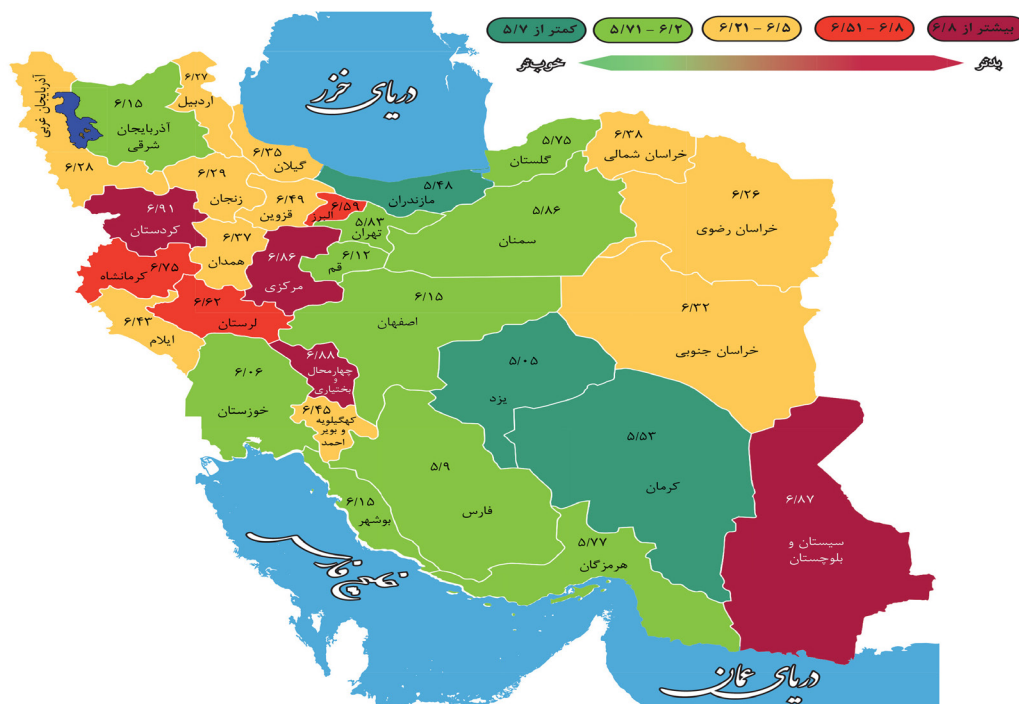 بیشتر از ۶/۸
۶/۵۱ – ۶/۸
۶/۲۱ – ۶/۵
۵/۷۱ – ۶/۲
کمتر از ۵/۷
بدتر
خوب‌تر
دریای خزر
۶/۳۸
خراسان شمالی
۶/۲۶
خراسان رضوی
۶/۳۲
خراسان جنوبی
۵/۷۵
گلستان
۵/۴۸
مازندران
۵/۸۶
سمنان
۶/۲۷
اردبیل
۶/۱۵
آذربایجان
شرقی
آذربایجان غربی
۶/۲۸
۶/۳۵
گیلان
۶/۲۹
زنجان
۶/۴۹
قزوین
۶/۵۹
البرز
۵/۸۳
تهران
۶/۱۲
قم
۶/۸۶
مرکزی
۶/۳۷
همدان
۶/۹۱
کردستان
۶/۷۵
کرمانشاه
۶/۶۲
لرستان
۶/۴۳
ایلام
۶/۱۵
اصفهان
۶/۸۸
چهارمحال
و
بختیاری
۶/۰۶
خوزستان
۶/۴۵
کهگیلویه
و بویر
احمد
۵/۰۵
یزد
۵/۵۳
کرمان
۵/۹
فارس
۶/۱۵
بوشهر
۵/۷۷
هرمزگان
۶/۸۷
سیستان و
بلوچستان
خلیج فارس
دریای عمان